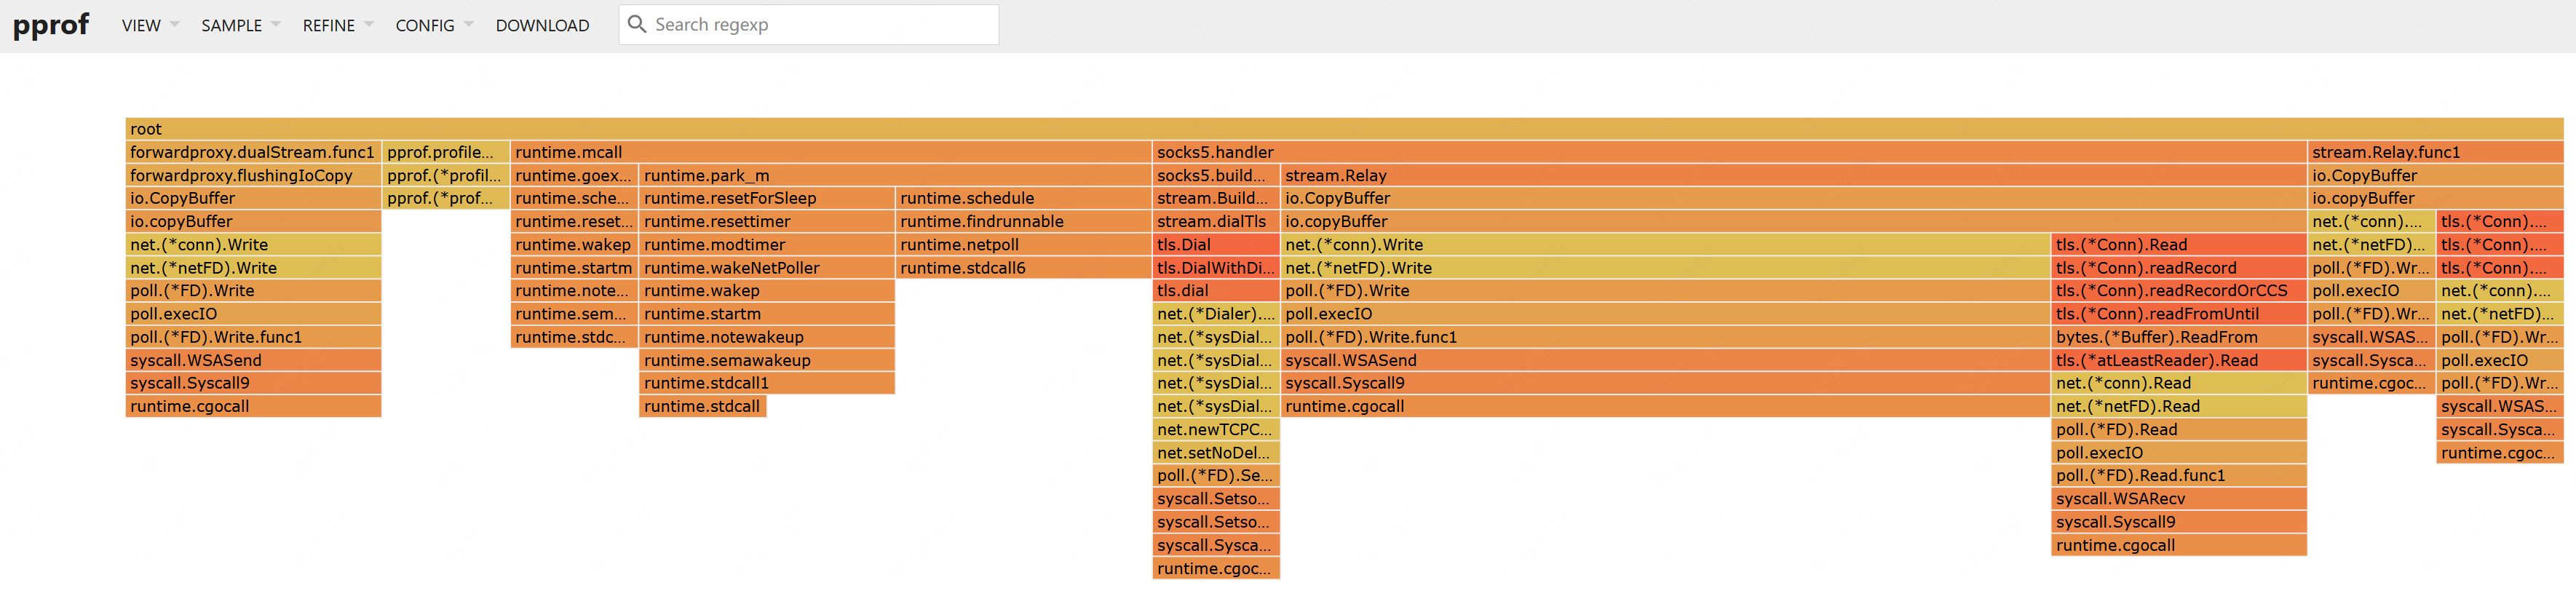 pprof VIEW SAMPLE REFINE CONFIG DOWNLOAD Search regexp
root
forwardproxy.dualStream.func1 pprof.profile... runtime.mcall socks5.handler stream.Relay.func1
forwardproxy.flushingIoCopy pprof.(*profil... runtime.goex... runtime.park_m socks5.build... stream.Relay io.CopyBuffer
io.CopyBuffer pprof.(*prof... runtime.sche... runtime.resetForSleep runtime.schedule stream.Build... io.CopyBuffer io.copyBuffer
io.copyBuffer runtime.reset... runtime.resettimer runtime.findrunnable stream.dialTls io.copyBuffer net.(*conn).... tls.(*Conn)....
net.(*conn).Write runtime.wakep runtime.modtimer runtime.netpoll tls.Dial net.(*conn).Write tls.(*Conn).Read net.(*netFD)... tls.(*Conn)....
net.(*netFD).Write runtime.startm runtime.wakeNetPoller runtime.stdcall6 tls.DialWithDi... net.(*netFD).Write tls.(*Conn).readRecord poll.(*FD).Wr... tls.(*Conn)....
poll.(*FD).Write runtime.note... runtime.wakep tls.dial poll.(*FD).Write tls.(*Conn).readRecordOrCCS poll.execIO net.(*conn)....
poll.execIO runtime.sem... runtime.startm net.(*Dialer).... poll.execIO tls.(*Conn).readFromUntil poll.(*FD).Wr... net.(*netFD)...
poll.(*FD).Write.func1 runtime.stdc... runtime.notewakeup net.(*sysDial... poll.(*FD).Write.func1 bytes.(*Buffer).ReadFrom syscall.WSAS... poll.(*FD).Wr...
syscall.WSASend runtime.semawakeup net.(*sysDial... syscall.WSASend tls.(*atLeastReader).Read syscall.Sysca... poll.execIO
syscall.Syscall9 runtime.stdcall1 net.(*sysDial... syscall.Syscall9 net.(*conn).Read runtime.cgoc... poll.(*FD).Wr...
runtime.cgocall runtime.stdcall net.(*sysDial... runtime.cgocall net.(*netFD).Read syscall.WSAS...
net.newTCPC... poll.(*FD).Read syscall.Sysca...
net.setNoDel... poll.execIO runtime.cgoc...
poll.(*FD).Se... poll.(*FD).Read.func1
syscall.Setso... syscall.WSARecv
syscall.Setso... syscall.Syscall9
syscall.Sysca... runtime.cgocall
runtime.cgoc...